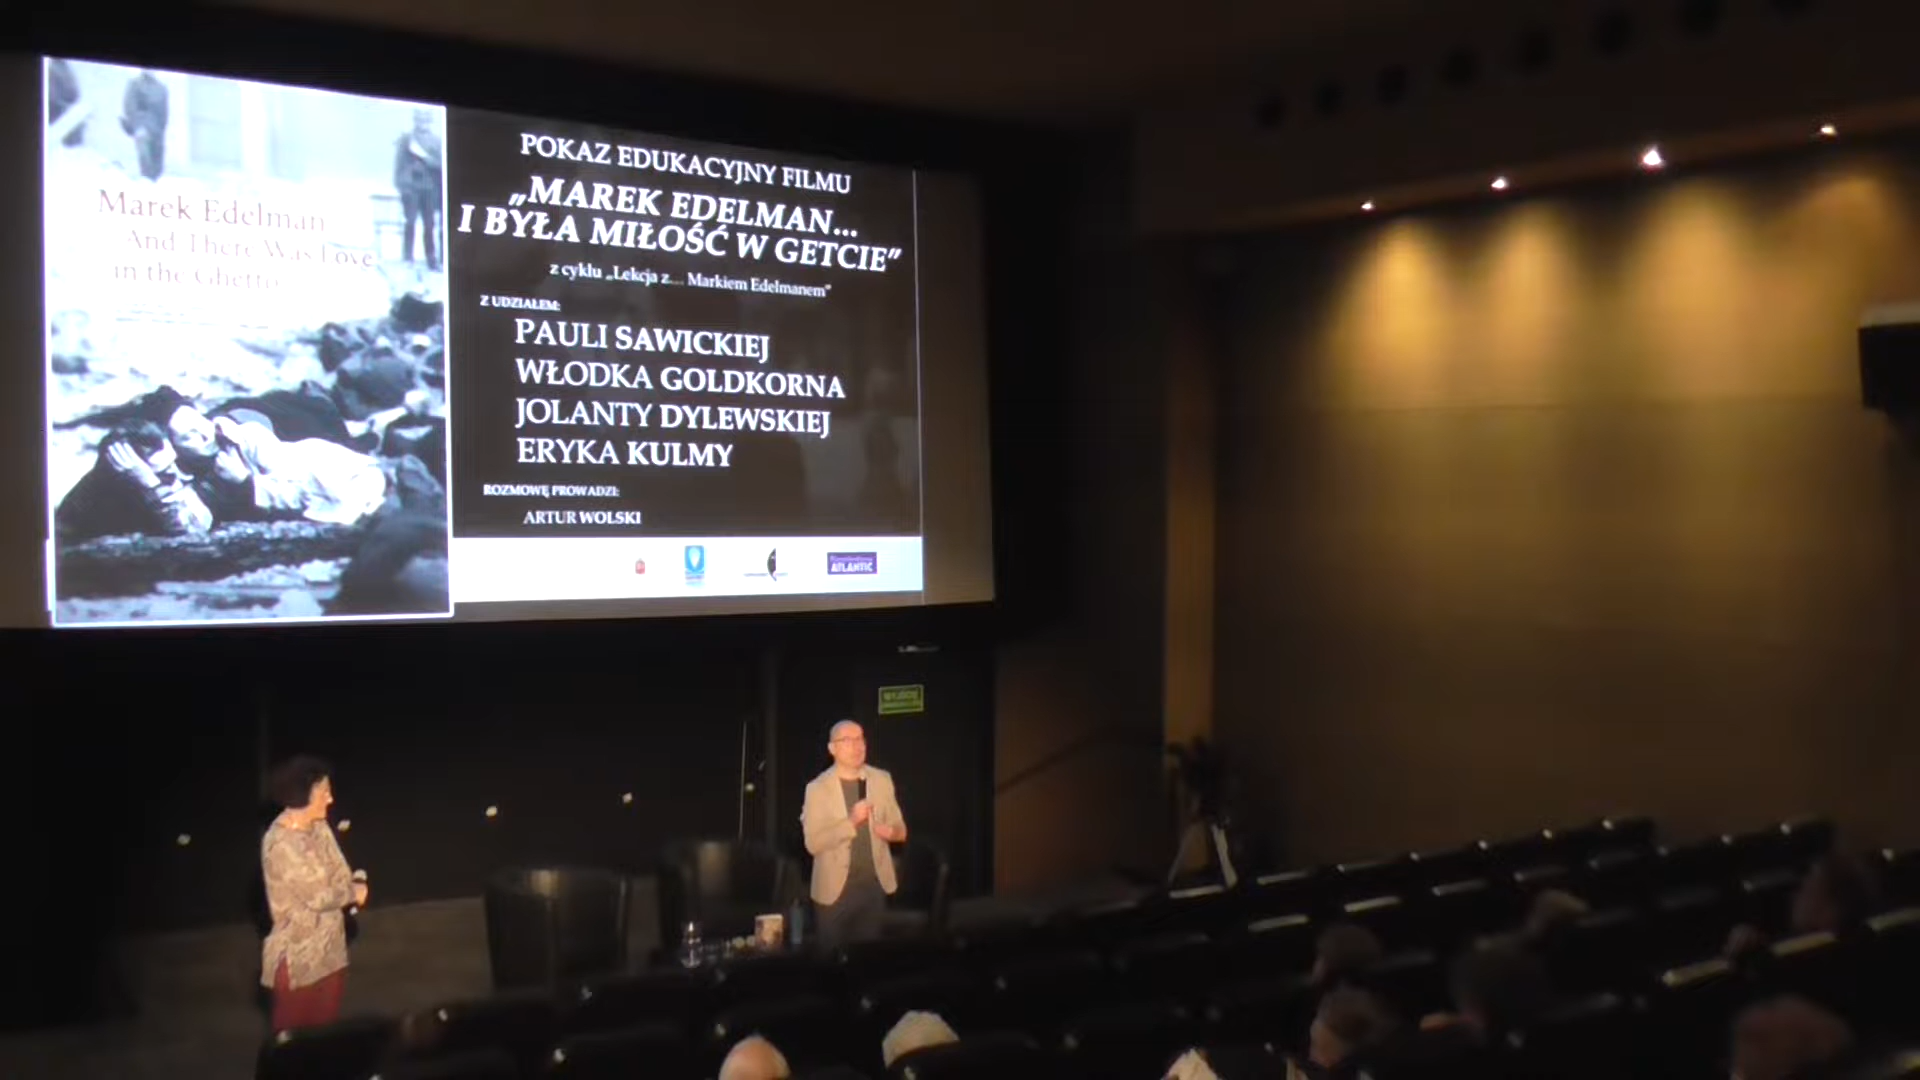 Marek Edelman
And There Was Love
in the Ghetto
POKAZ EDUKACYJNY FILMU
„MAREK EDELMAN...
I BYŁA MIŁOŚĆ W GETCIE”
z cyklu „Lekcja z.... Markiem Edelmanem”
Z UDZIAŁEM:
PAULI SAWICKIEJ
WŁODKA GOLDKORNA
JOLANTY DYLEWSKIEJ
ERYKA KULMY
ROZMOWĘ PROWADZI:
ARTUR WOLSKI
ATLANTIC